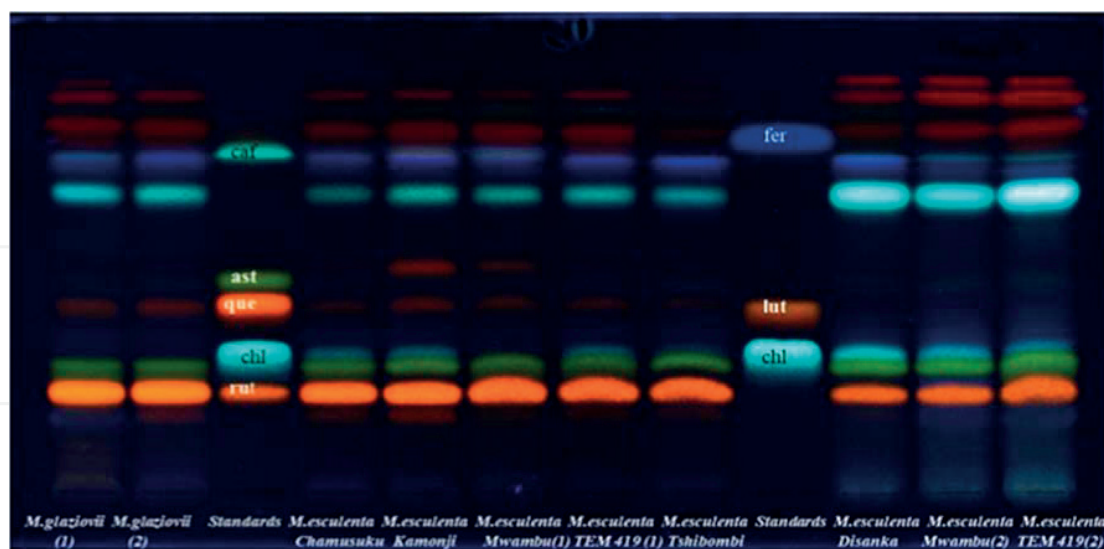 caf
fer
ast
que
lut
chl
chl
rut
M.glaziovii M.glaziovii Standards M.esculenta M.esculenta M.esculenta M.esculenta M.esculenta Standards M.esculenta M.esculenta M.esculenta
(1) (2) Chamusuku Kamonji Mwambu(1) TEM 419 (1) Tshibombi Disanka Mwambu(2) TEM 419(2)